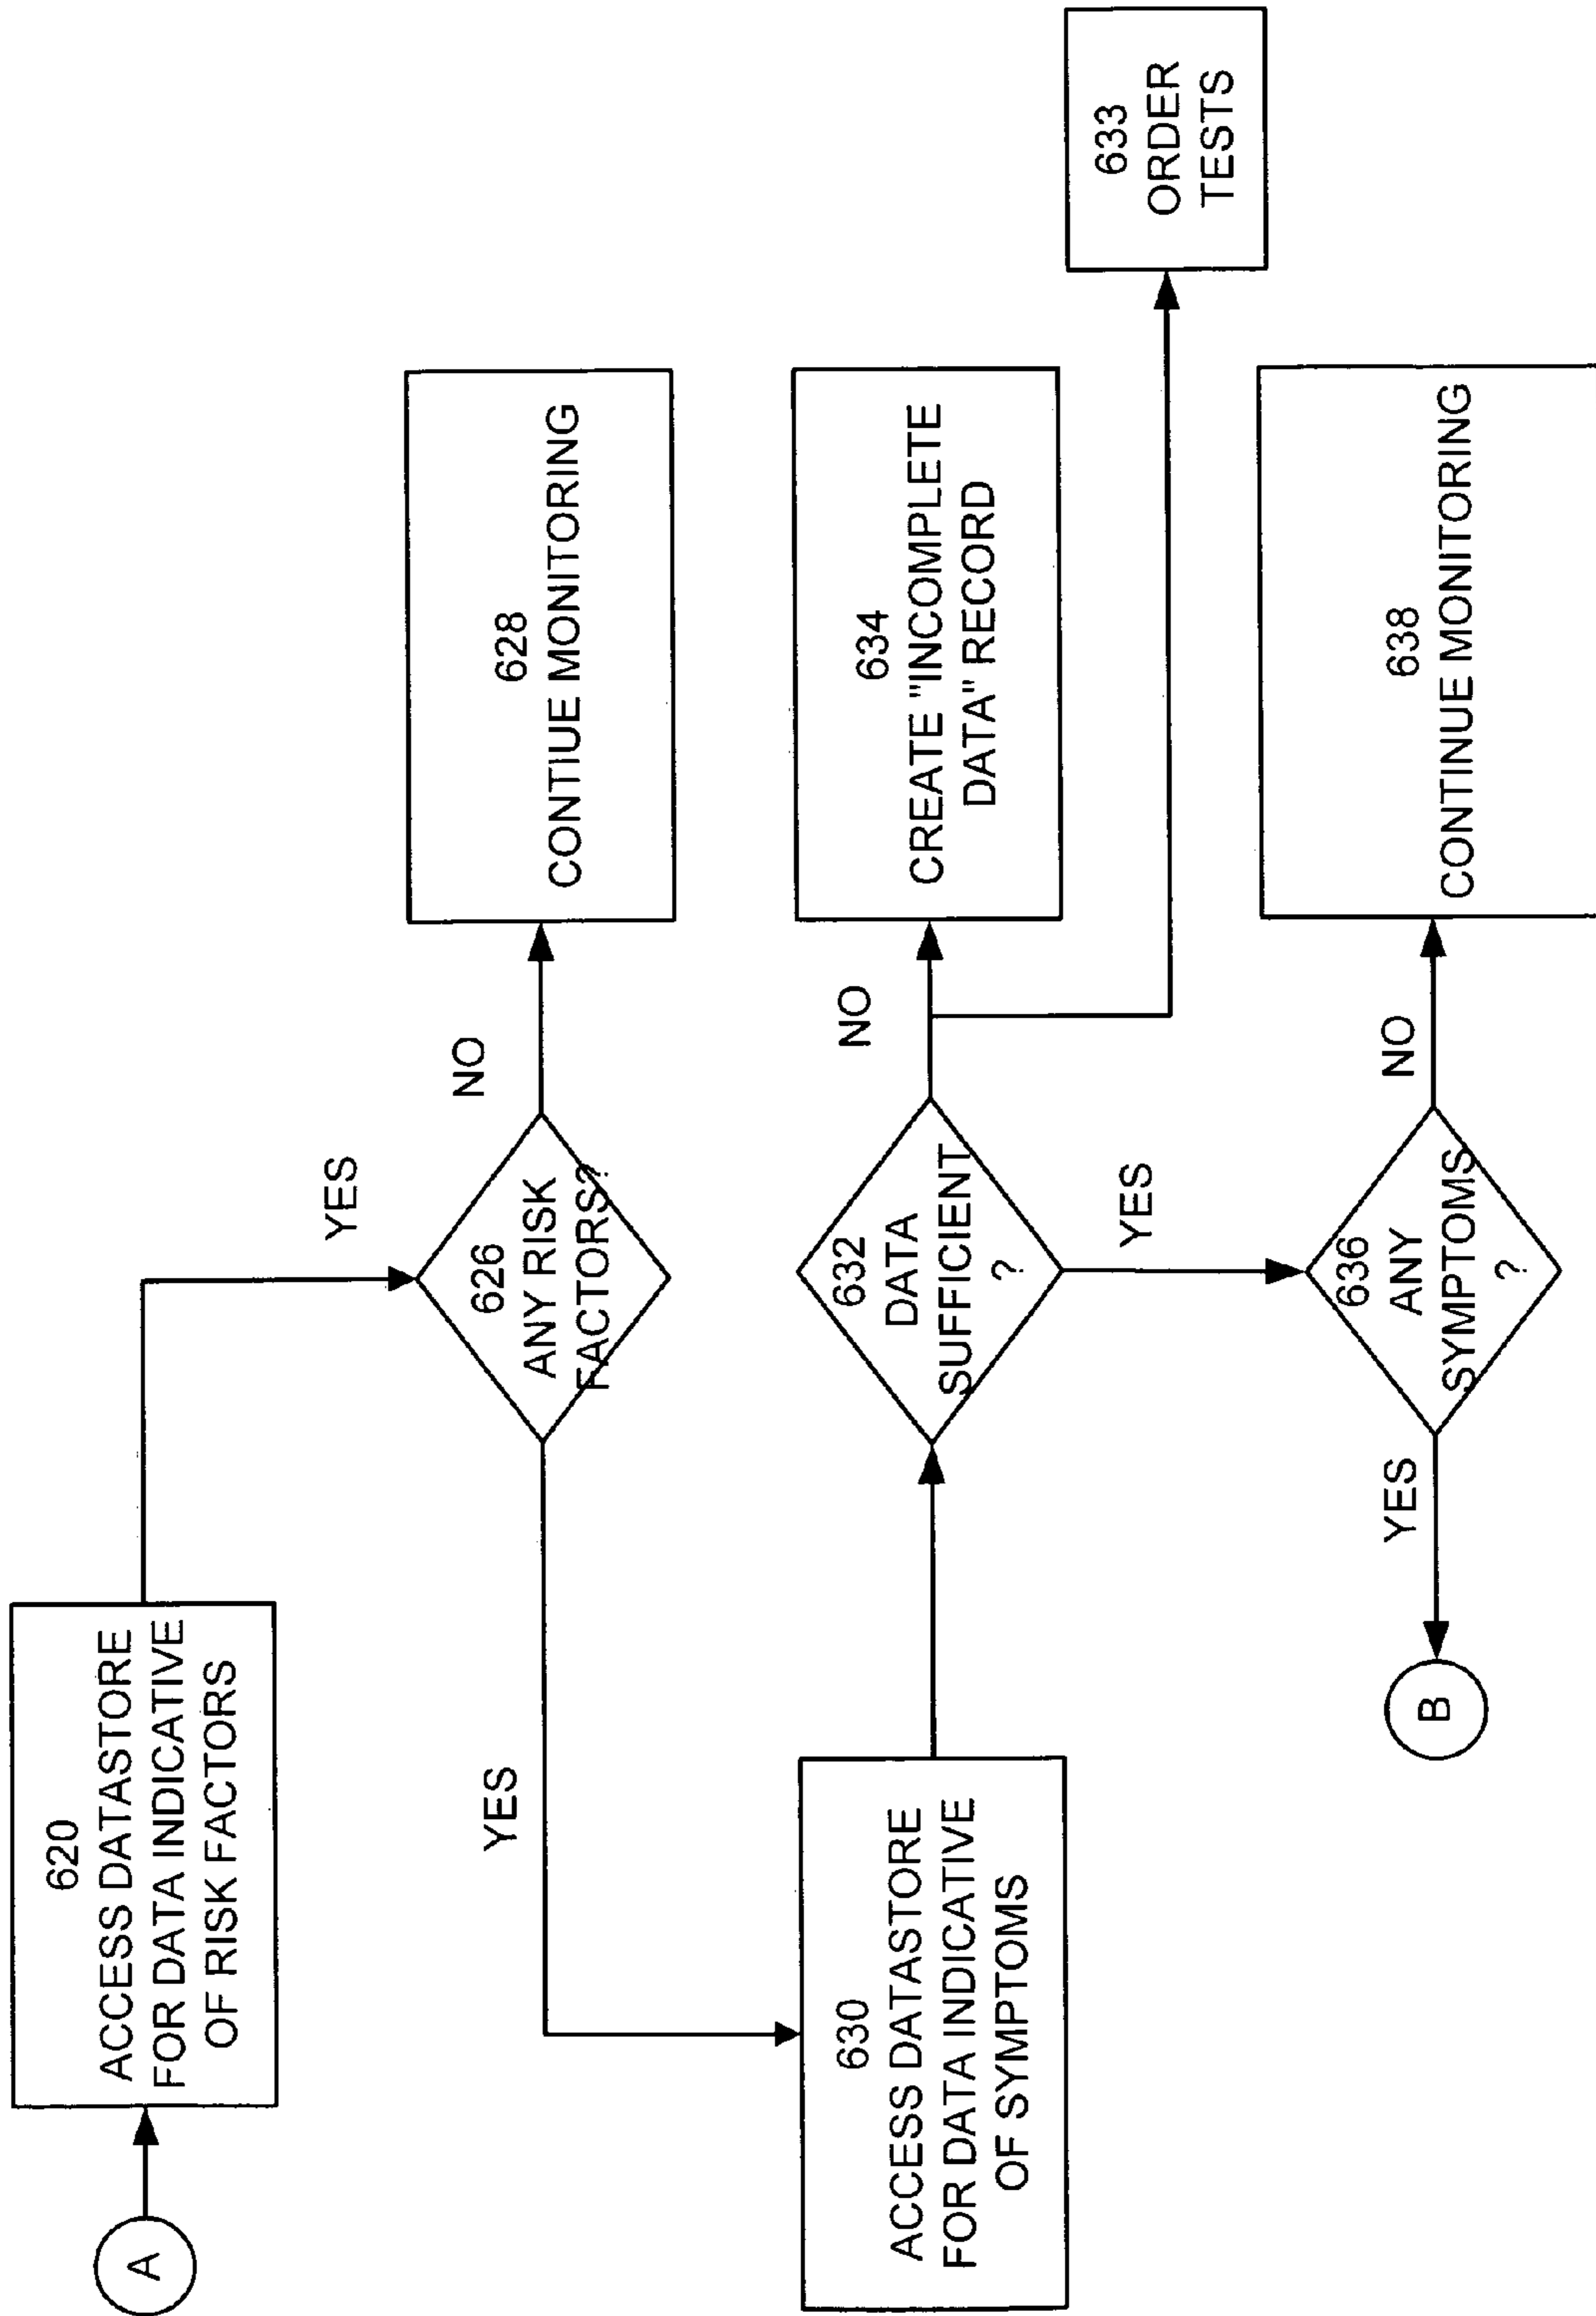 A
620
ACCESS DATASTORE
FOR DATA INDICATIVE
OF RISK FACTORS
YES
626
ANY RISK
FACTORS?
NO
628
CONTIUE MONITORING
YES
630
ACCESS DATASTORE
FOR DATA INDICATIVE
OF SYMPTOMS
632
DATA
SUFFICIENT
?
NO
634
CREATE "INCOMPLETE
DATA" RECORD
633
ORDER
TESTS
YES
636
ANY
SYMPTOMS
?
NO
638
CONTINUE MONITORING
YES
B